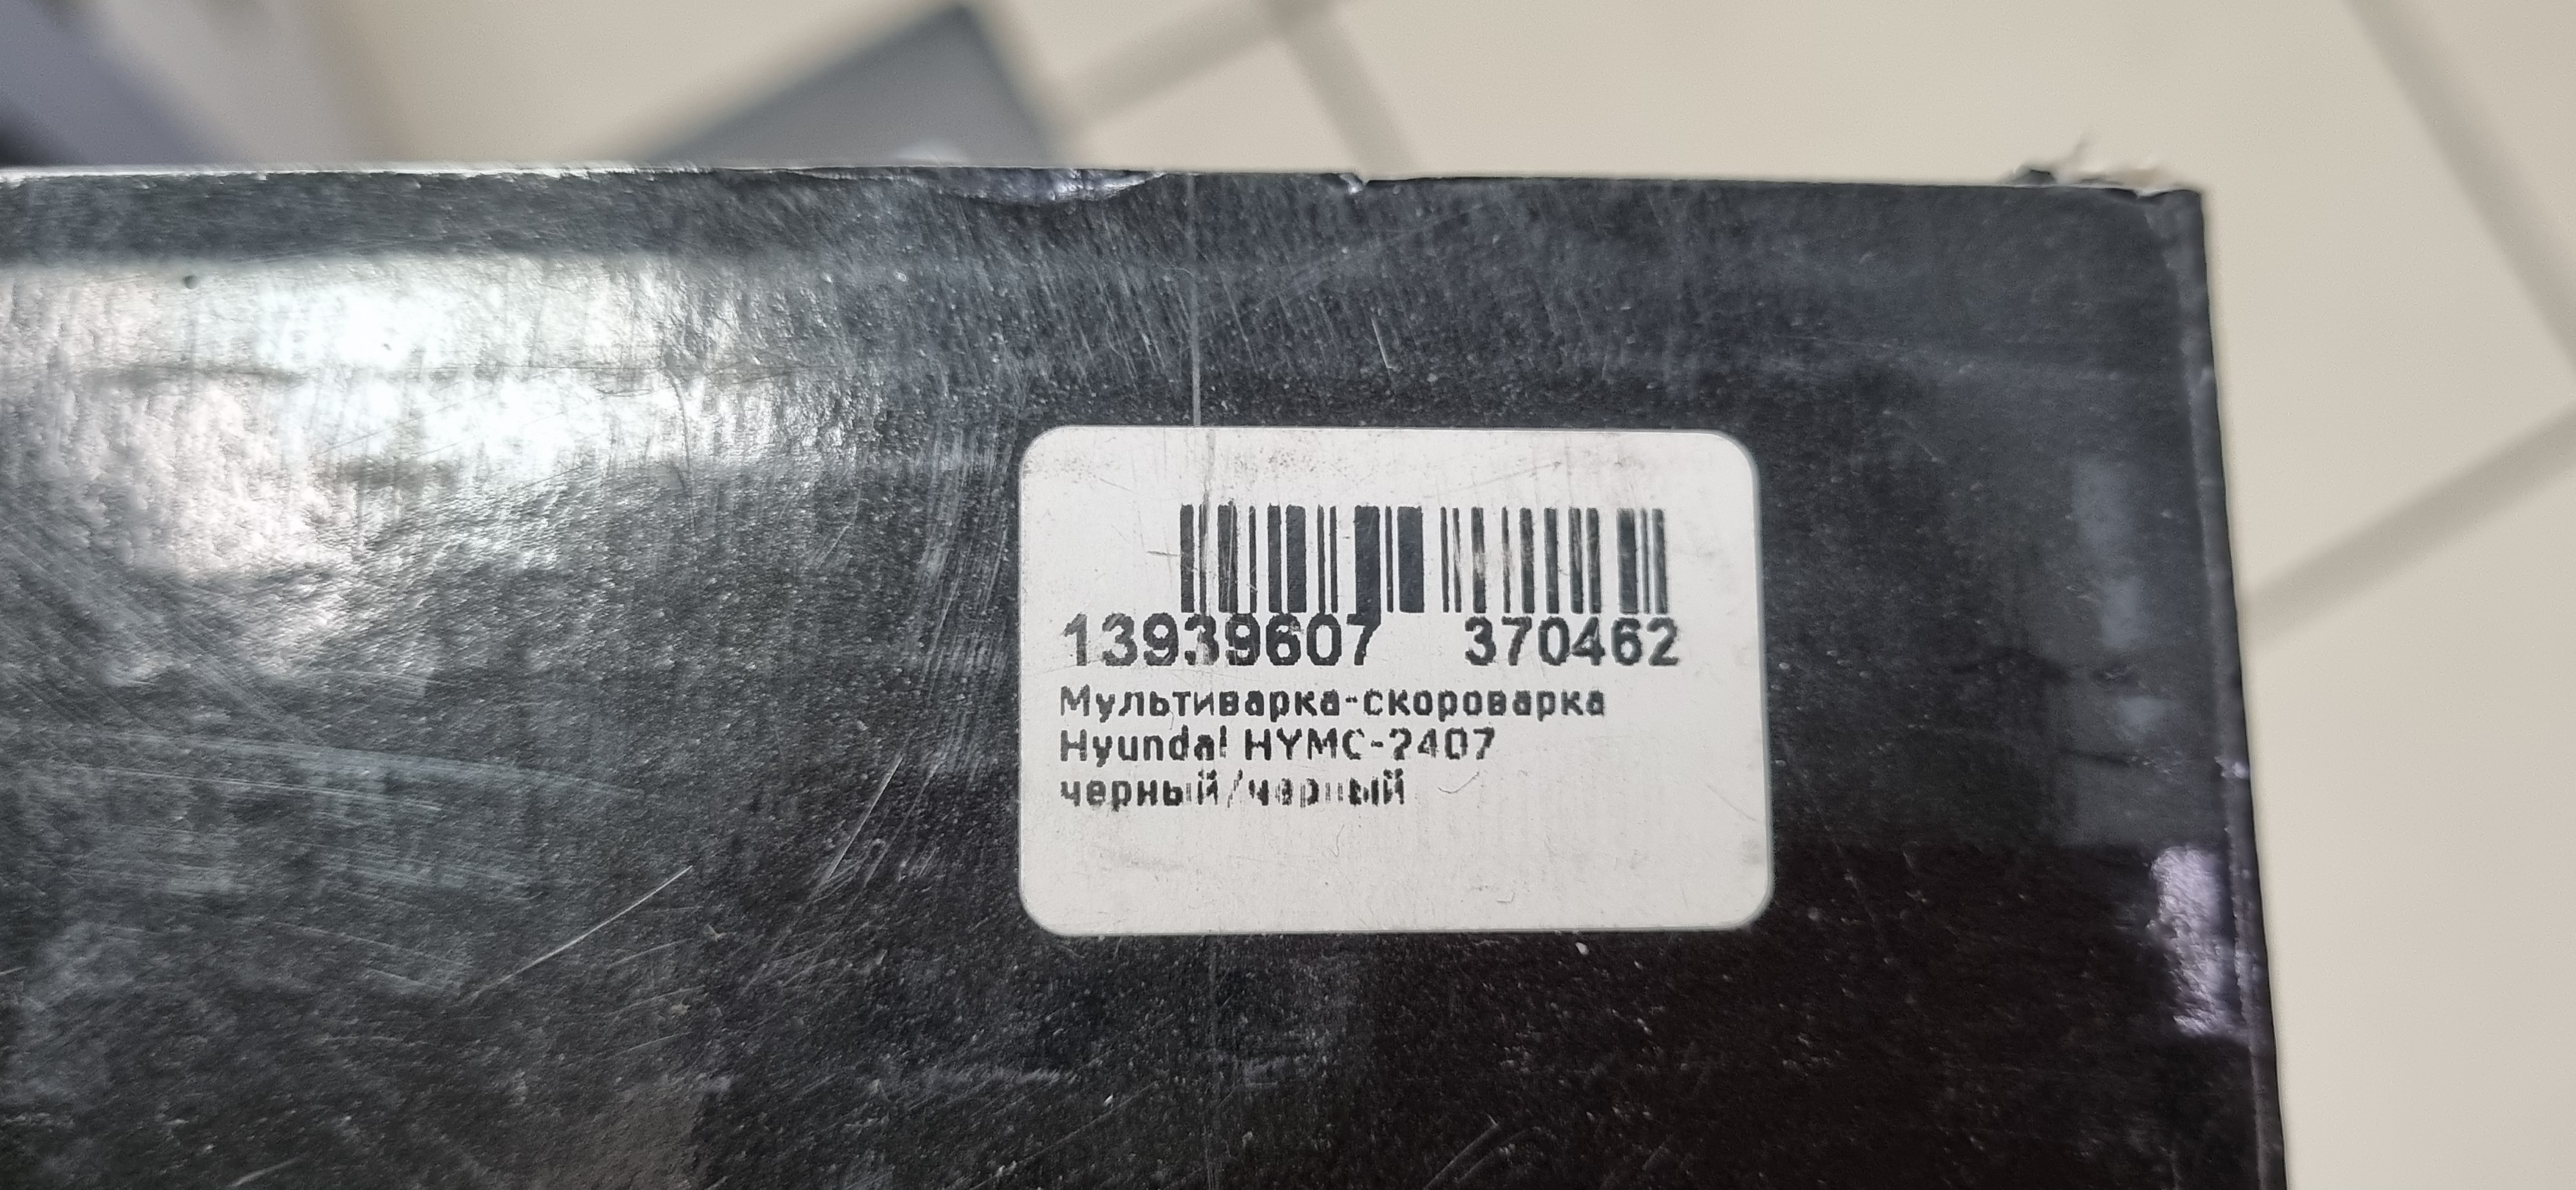 13939607 370462
Мультиварка-скороварка
Hyundai HYMC-2407
черный/черный